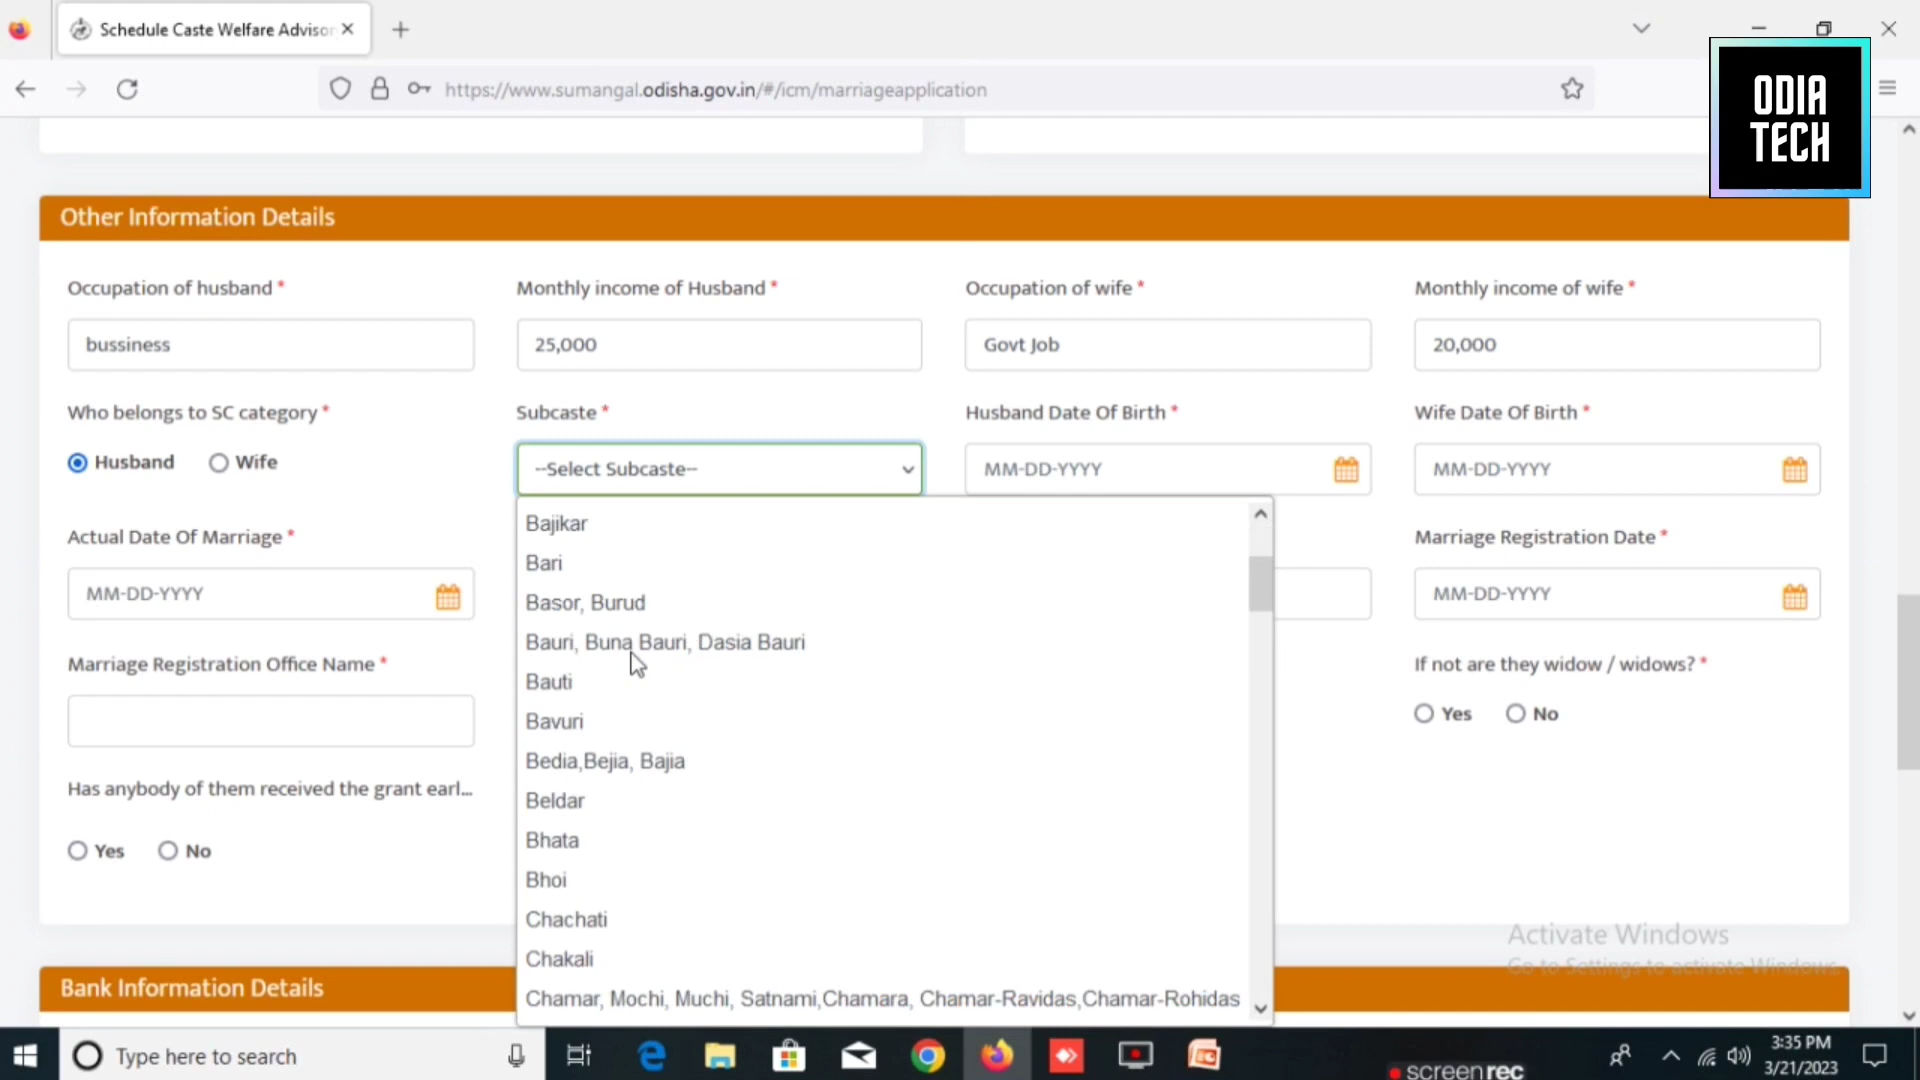 Schedule Caste Welfare Advisor
https://www.sumangal.odisha.gov.in/#/icm/marriageapplication
ODIA
TECH
Other Information Details
Occupation of husband *
Monthly income of Husband *
Occupation of wife *
Monthly income of wife *
bussiness
25,000
Govt Job
20,000
Who belongs to SC category *
Subcaste *
Husband Date Of Birth *
Wife Date Of Birth *
Husband
Wife
--Select Subcaste--
MM-DD-YYYY
MM-DD-YYYY
Bajikar
Bari
Basor, Burud
Bauri, Buna Bauri, Dasia Bauri
Bauti
Bavuri
Bedia,Bejia, Bajia
Beldar
Bhata
Bhoi
Chachati
Chakali
Chamar, Mochi, Muchi, Satnami,Chamara, Chamar-Ravidas,Chamar-Rohidas
Actual Date Of Marriage *
Marriage Registration Date *
MM-DD-YYYY
MM-DD-YYYY
Marriage Registration Office Name *
If not are they widow / widows? *
Yes
No
Has anybody of them received the grant earl...
Yes
No
Activate Windows
Go to Settings to activate Windows.
Bank Information Details
Type here to search
3:35 PM
3/21/2023
screenrec